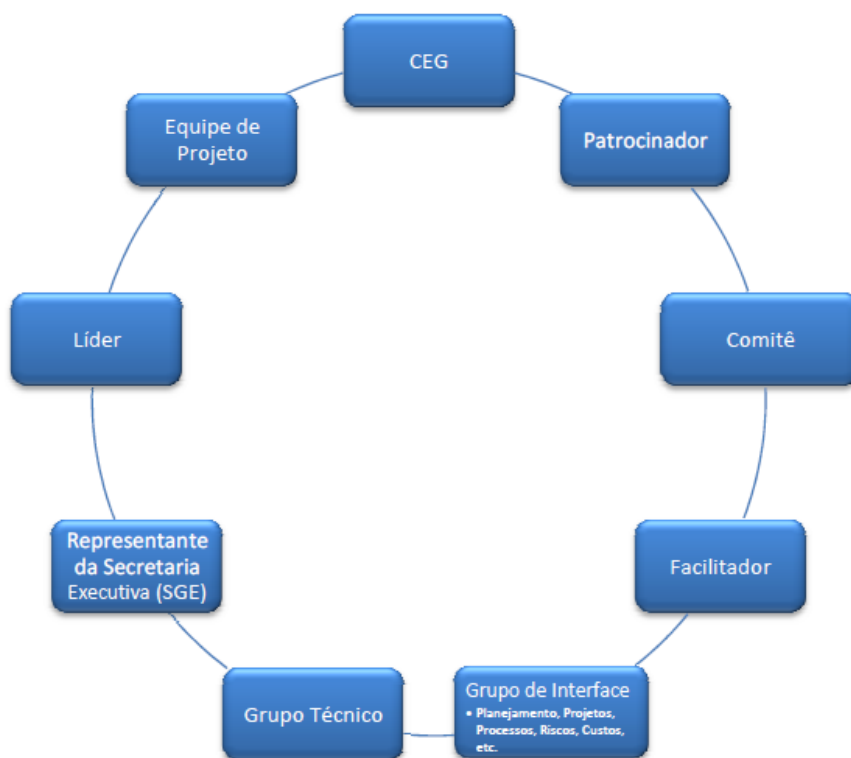 CEG
Patrocinador
Comitê
Facilitador
Grupo de Interface
• Planejamento, Projetos,
Processos, Riscos, Custos,
etc.
Grupo Técnico
Representante
da Secretaria
Executiva (SGE)
Líder
Equipe de
Projeto